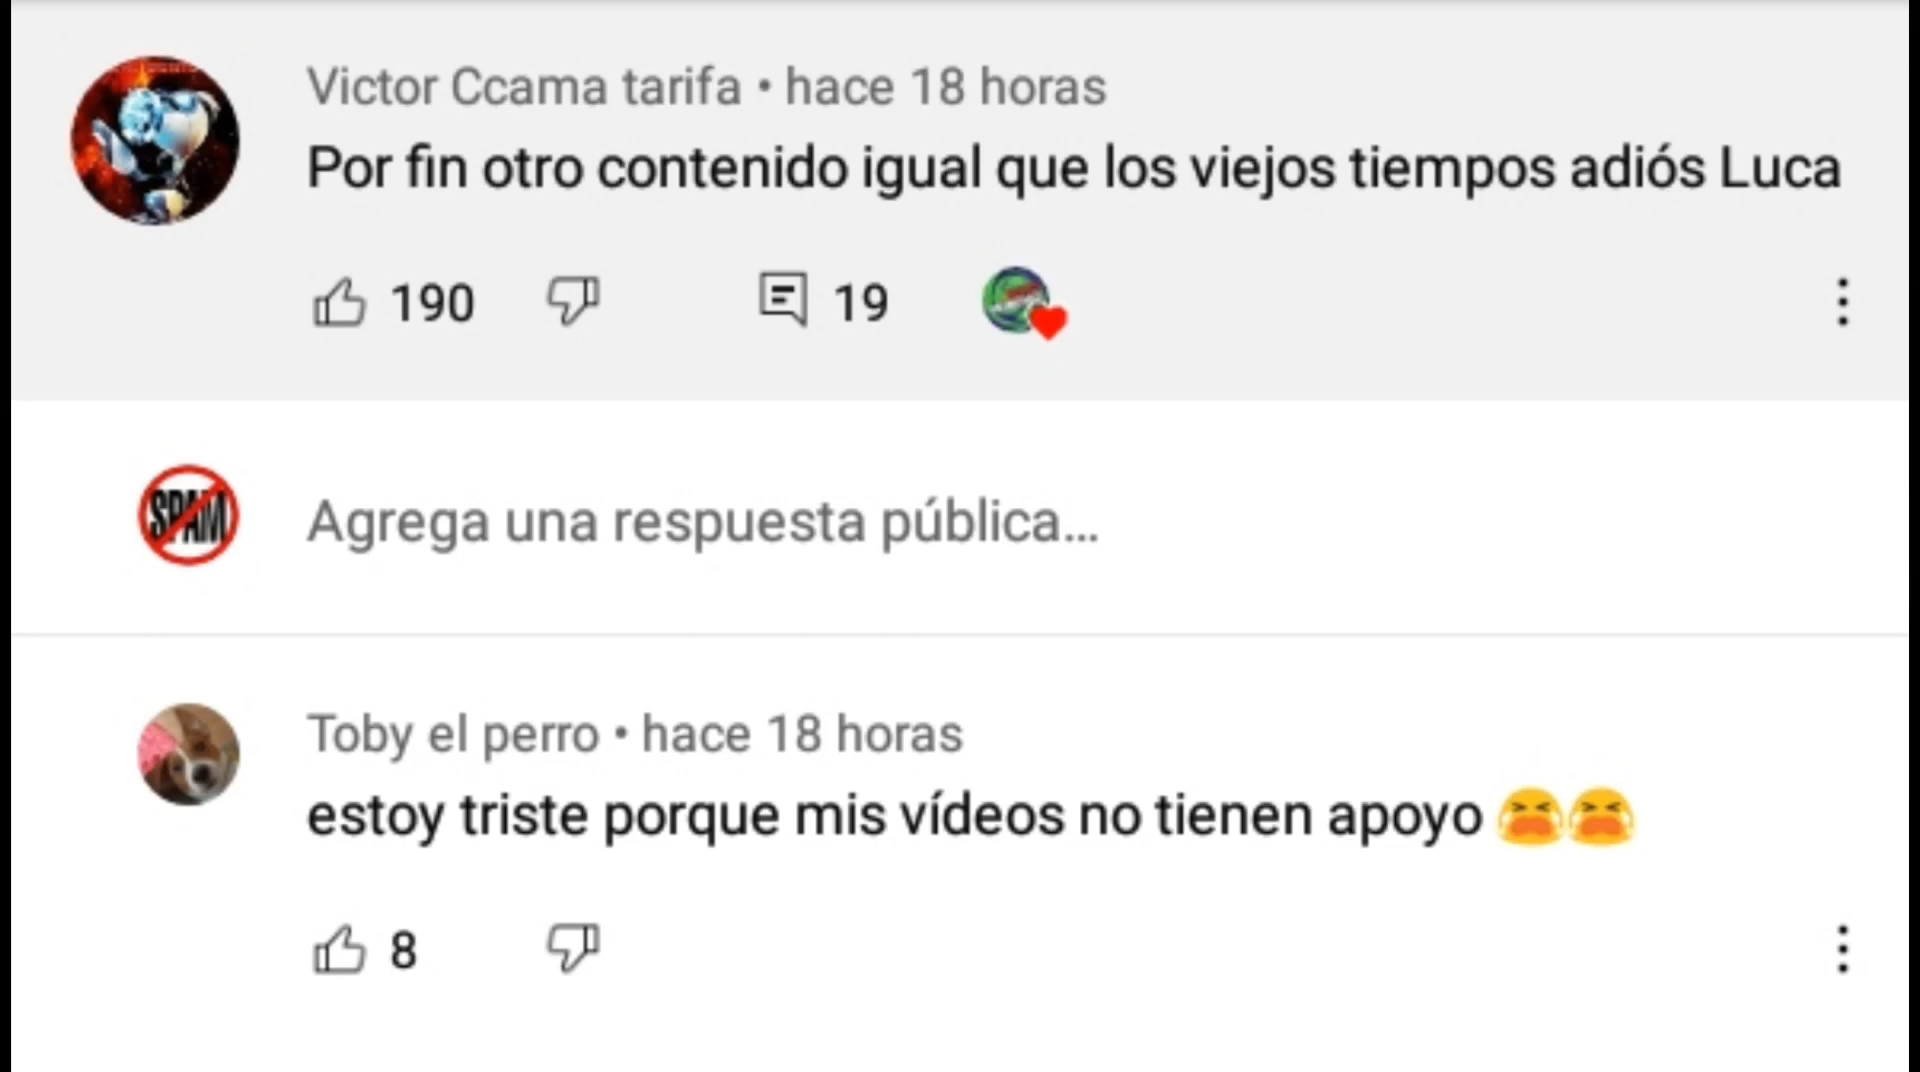 Victor Ccama tarifa • hace 18 horas
Por fin otro contenido igual que los viejos tiempos adiós Luca
190 19
SPAM
Agrega una respuesta pública...
Toby el perro • hace 18 horas
estoy triste porque mis vídeos no tienen apoyo 😭😭
8